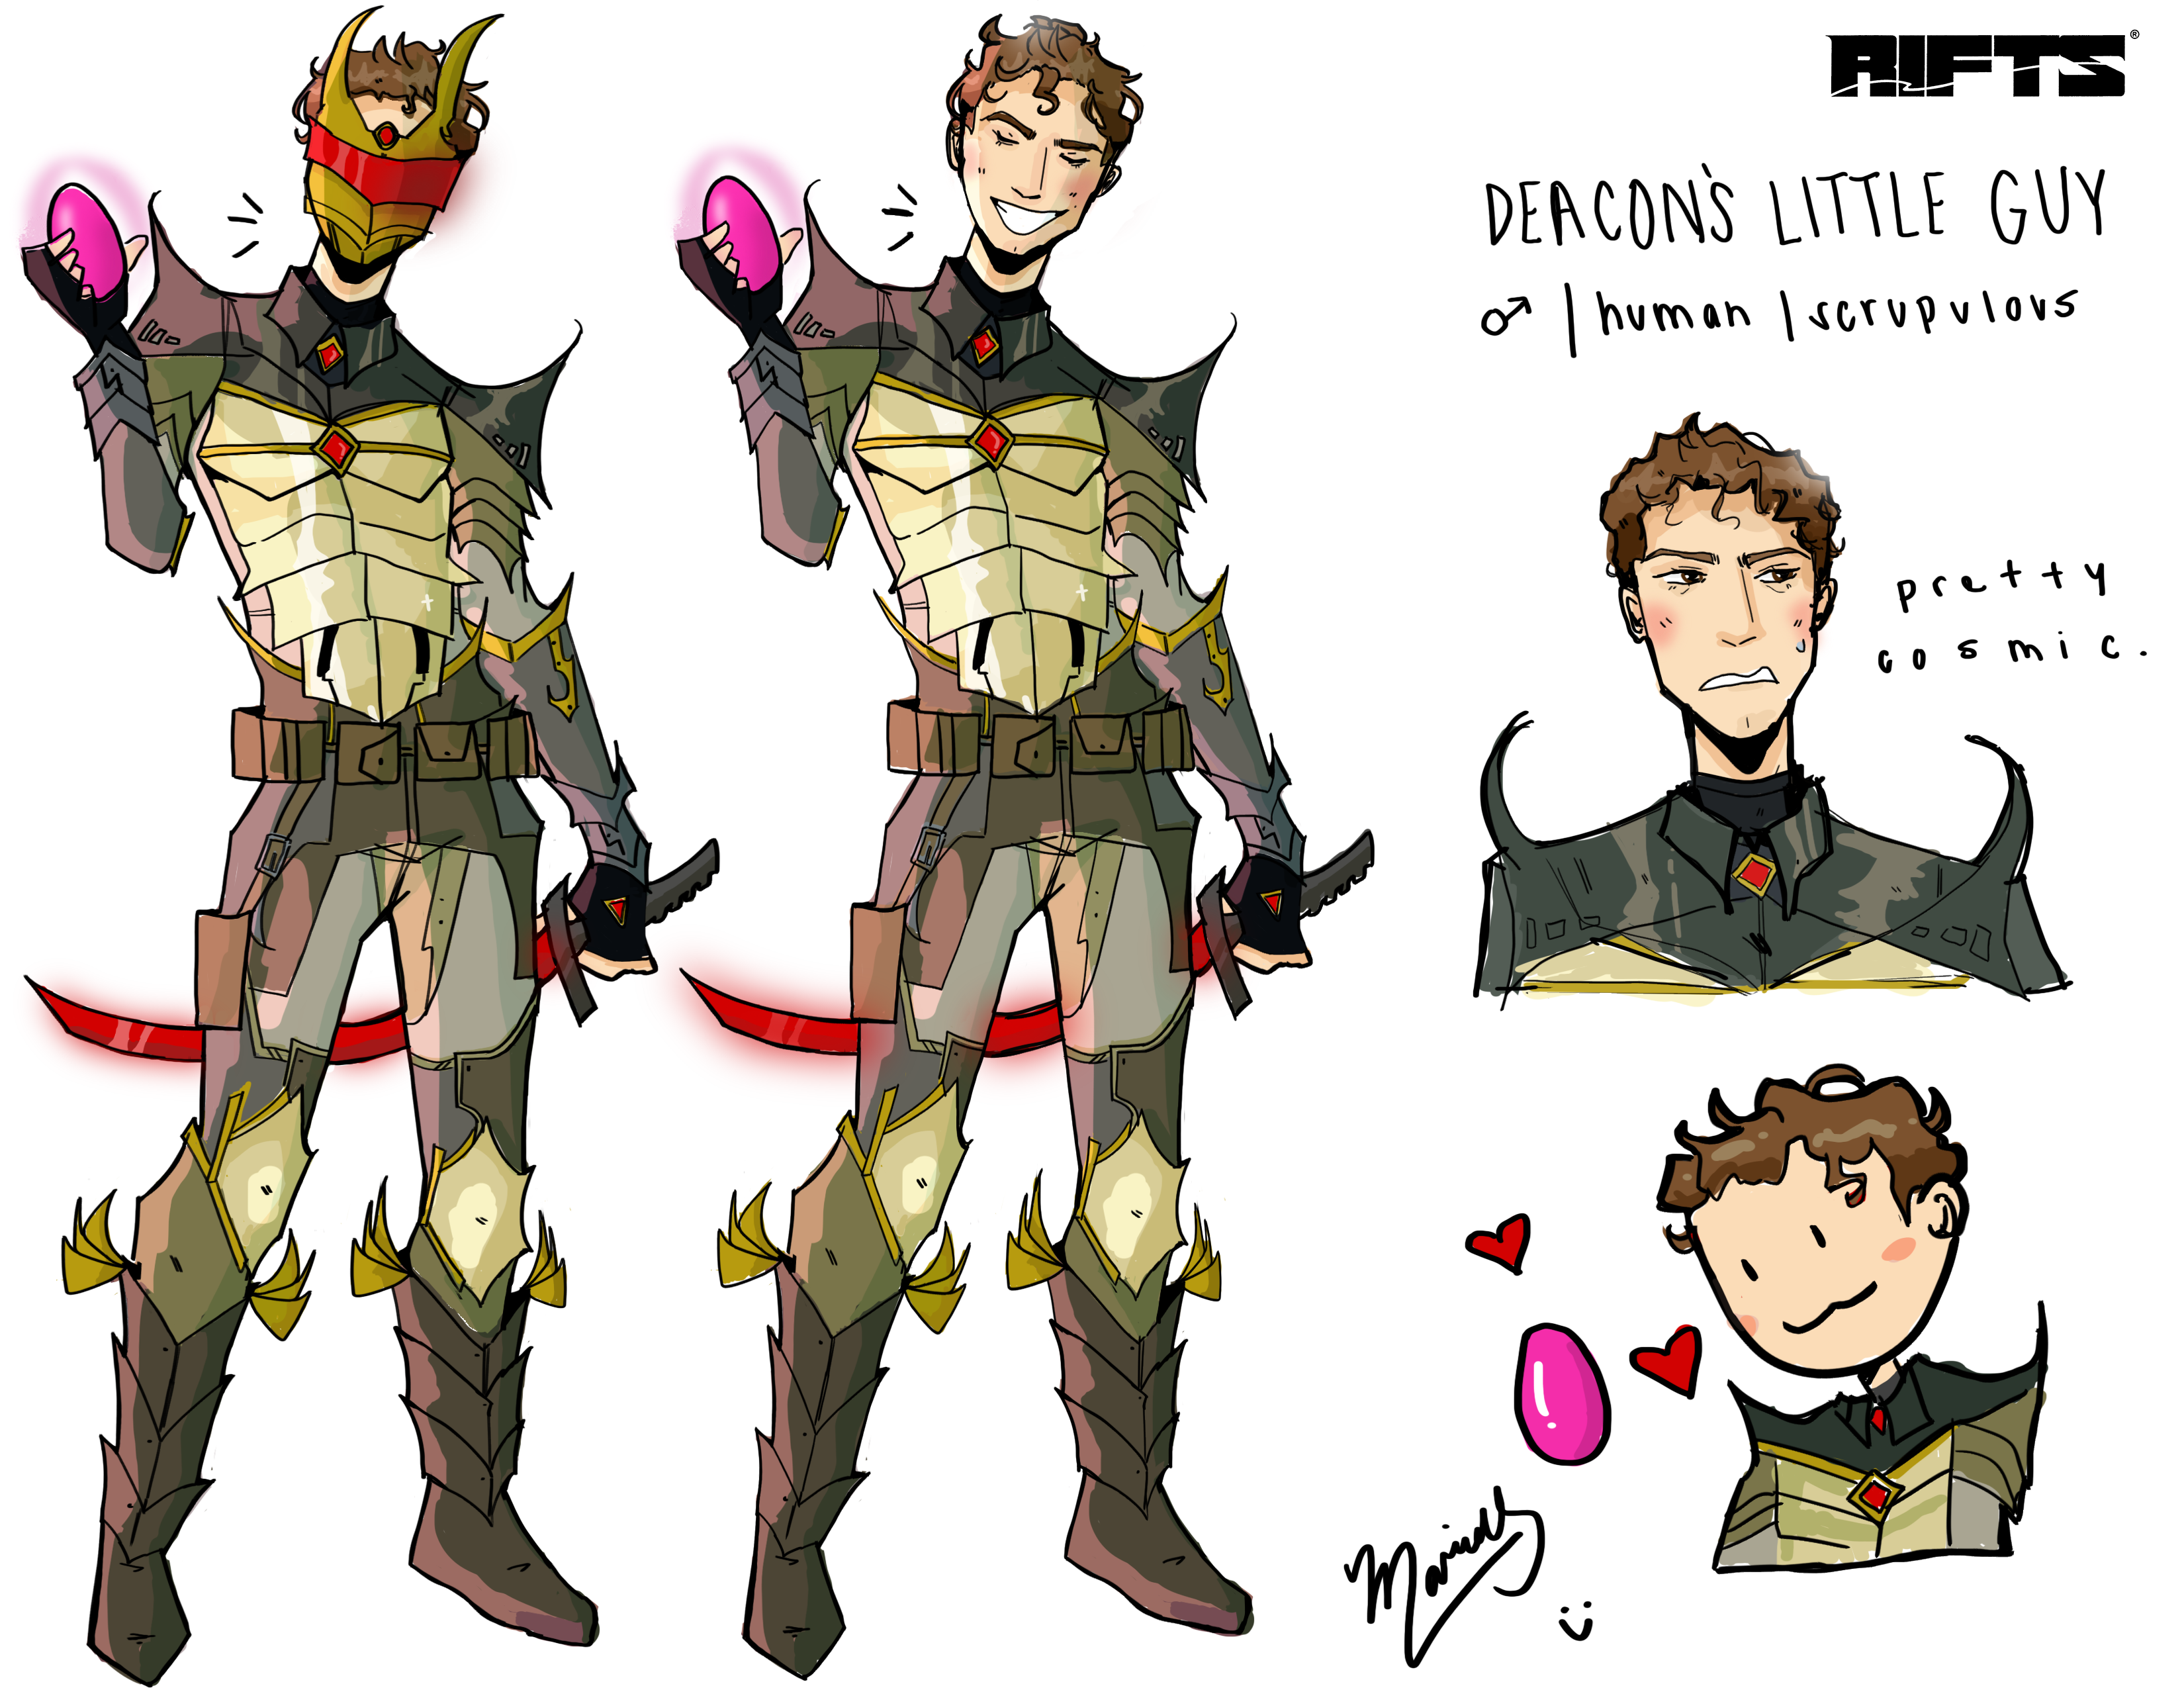 RIFTS®
DEACON'S LITTLE GUY
♂ | human | scrupulous
pretty
cosmic.